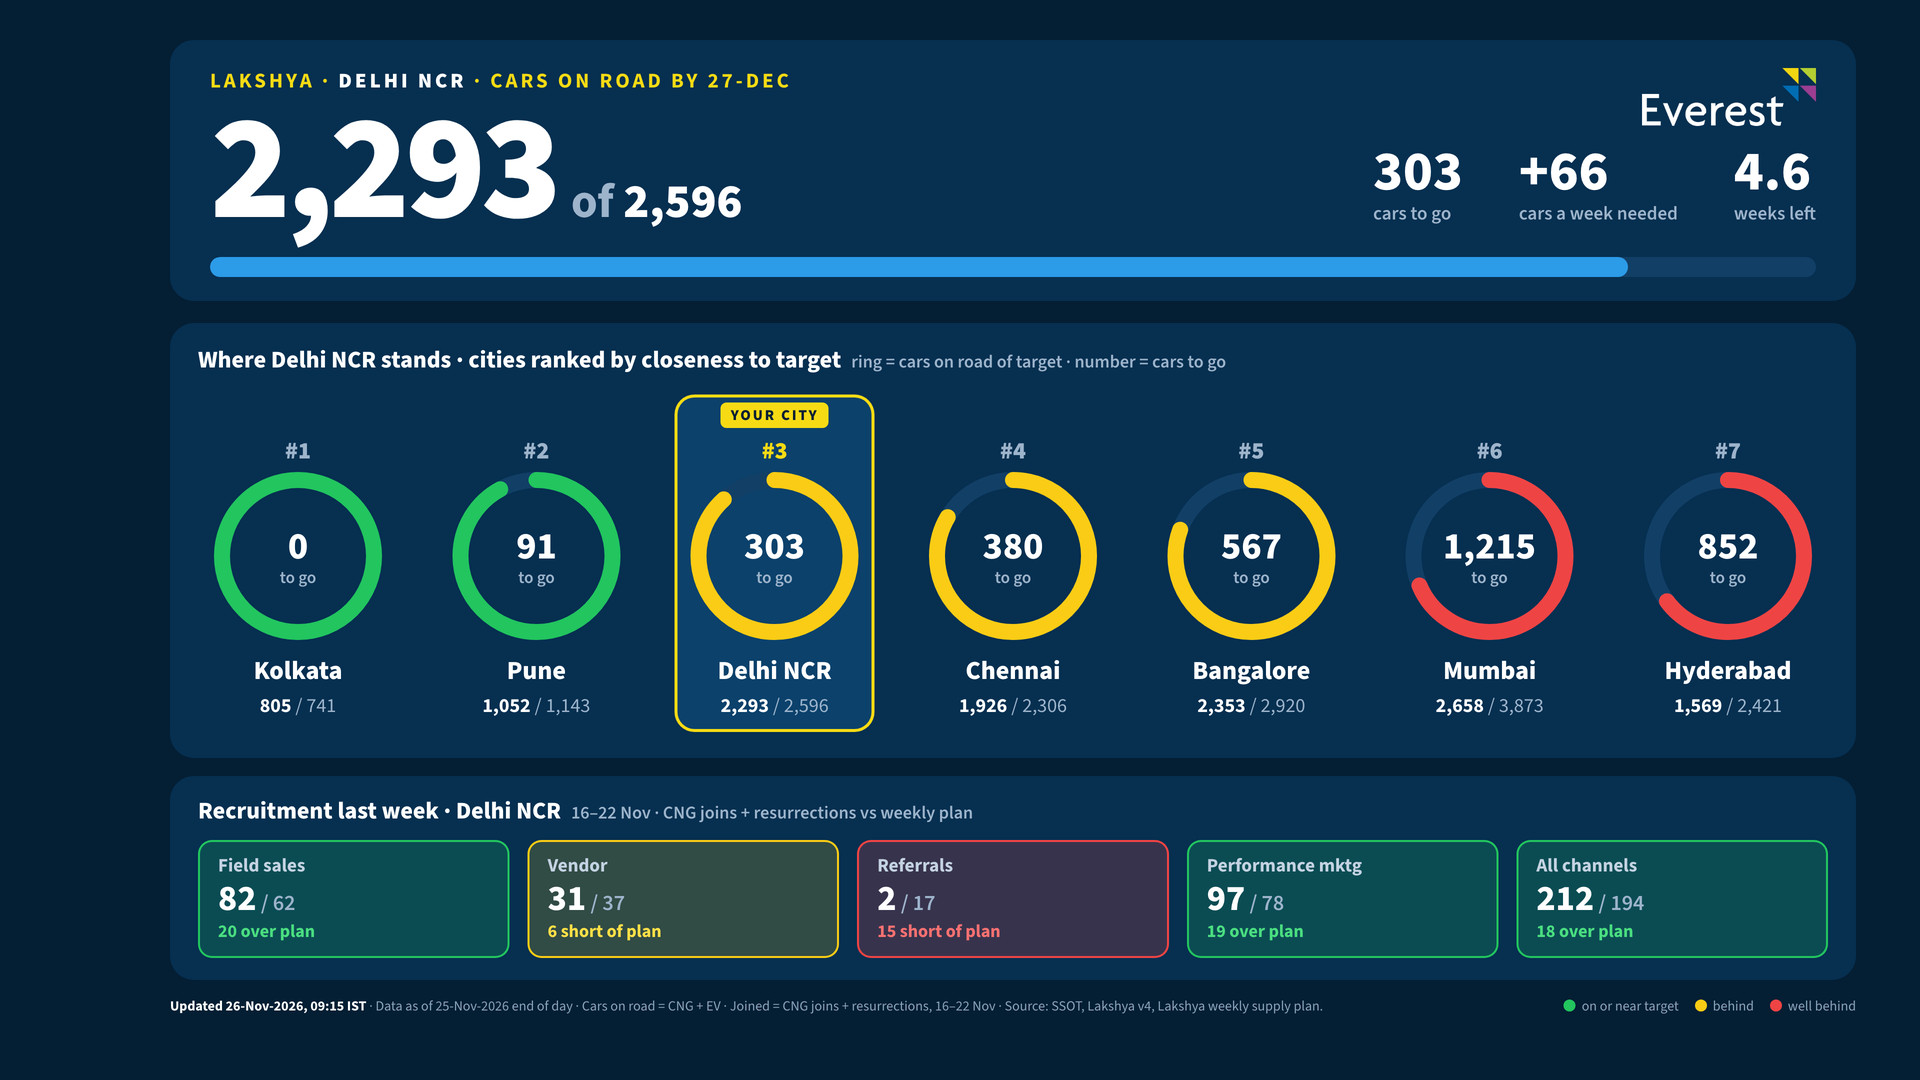 LAKSHYA · DELHI NCR · CARS ON ROAD BY 27-DEC
Everest
2,293 of 2,596
303 cars to go
+66 cars a week needed
4.6 weeks left
Where Delhi NCR stands · cities ranked by closeness to target ring = cars on road of target · number = cars to go
YOUR CITY
#1 #2 #3 #4 #5 #6 #7
0 91 303 380 567 1,215 852
to go to go to go to go to go to go to go
Kolkata Pune Delhi NCR Chennai Bangalore Mumbai Hyderabad
805 / 741 1,052 / 1,143 2,293 / 2,596 1,926 / 2,306 2,353 / 2,920 2,658 / 3,873 1,569 / 2,421
Recruitment last week · Delhi NCR 16–22 Nov · CNG joins + resurrections vs weekly plan
Field sales Vendor Referrals Performance mktg All channels
82 / 62 31 / 37 2 / 17 97 / 78 212 / 194
20 over plan 6 short of plan 15 short of plan 19 over plan 18 over plan
Updated 26-Nov-2026, 09:15 IST · Data as of 25-Nov-2026 end of day · Cars on road = CNG + EV · Joined = CNG joins + resurrections, 16–22 Nov · Source: SSOT, Lakshya v4, Lakshya weekly supply plan.
on or near target behind well behind